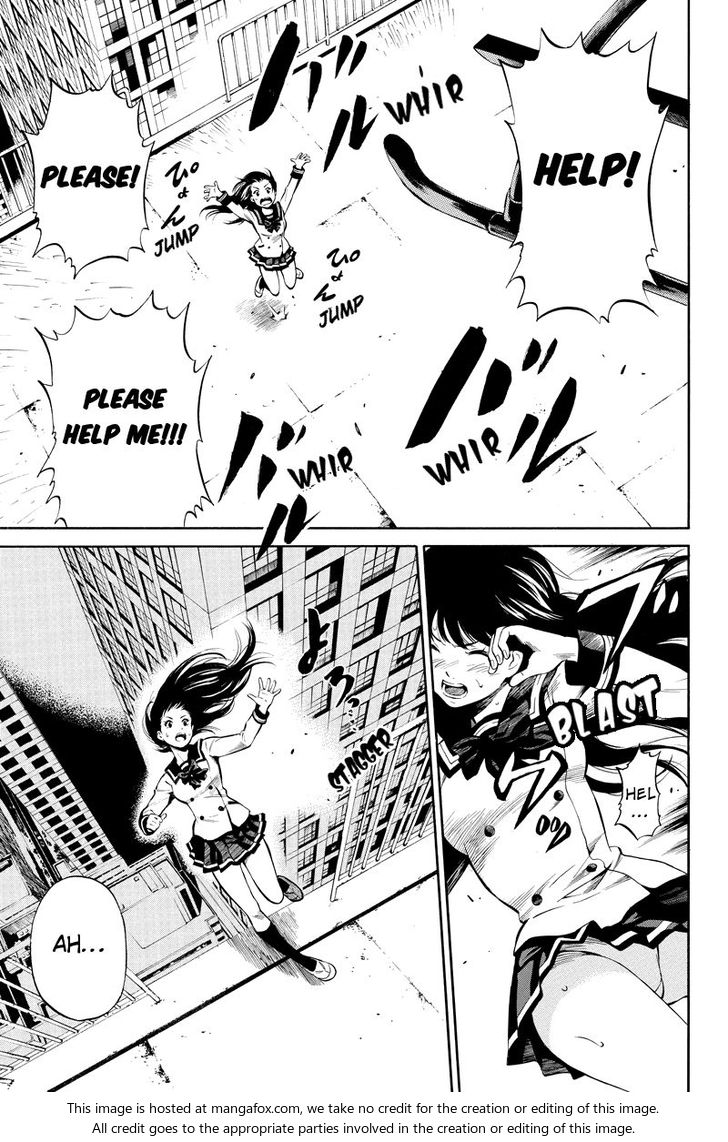 HELP!
バル
WHIR
PLEASE!
ぴょん
JUMP
ぴょん
JUMP
PLEASE
HELP ME!!!
バル
WHIR
バル
WHIR
ブワッ
BLAST
HEL
...
よろっ…
STAGGER
AH...
This image is hosted at mangafox.com, we take no credit for the creation or editing of this image.
All credit goes to the appropriate parties involved in the creation or editing of this image.